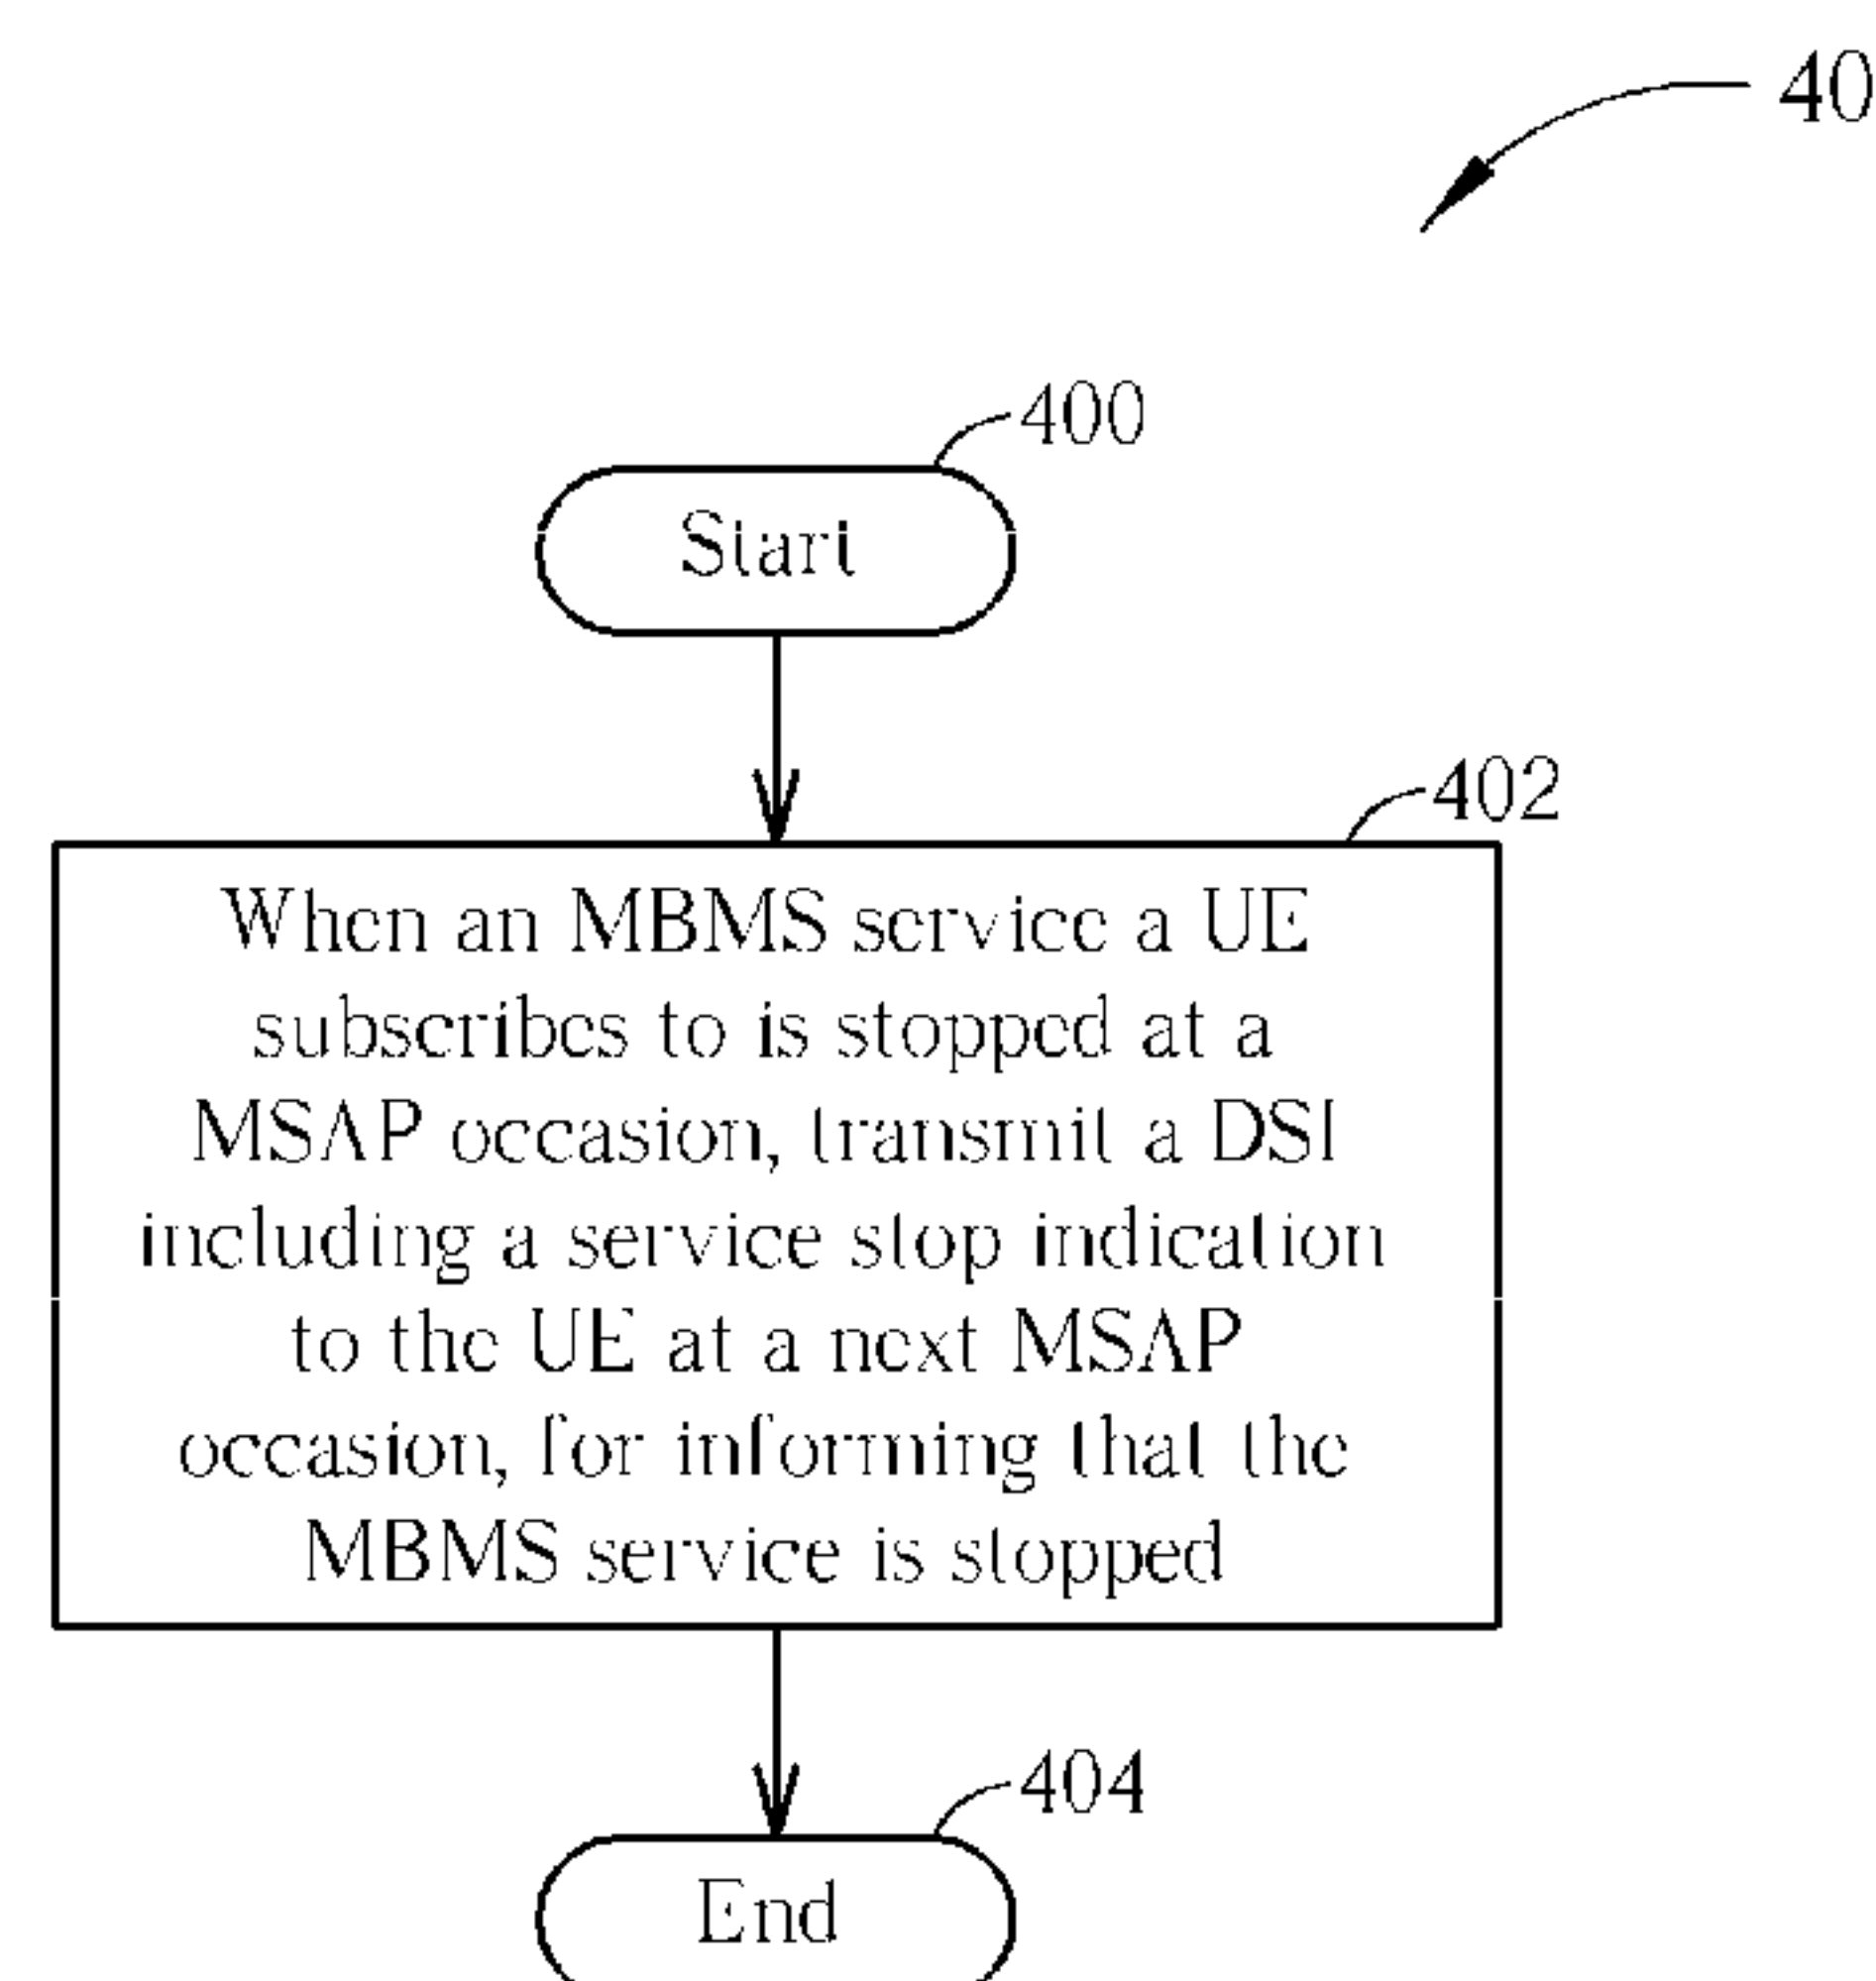 40
400
Start
402
When an MBMS service a UE
subscribes to is stopped at a
MSAP occasion, transmit a DSI
including a service stop indication
to the UE at a next MSAP
occasion, for informing that the
MBMS service is stopped
404
End